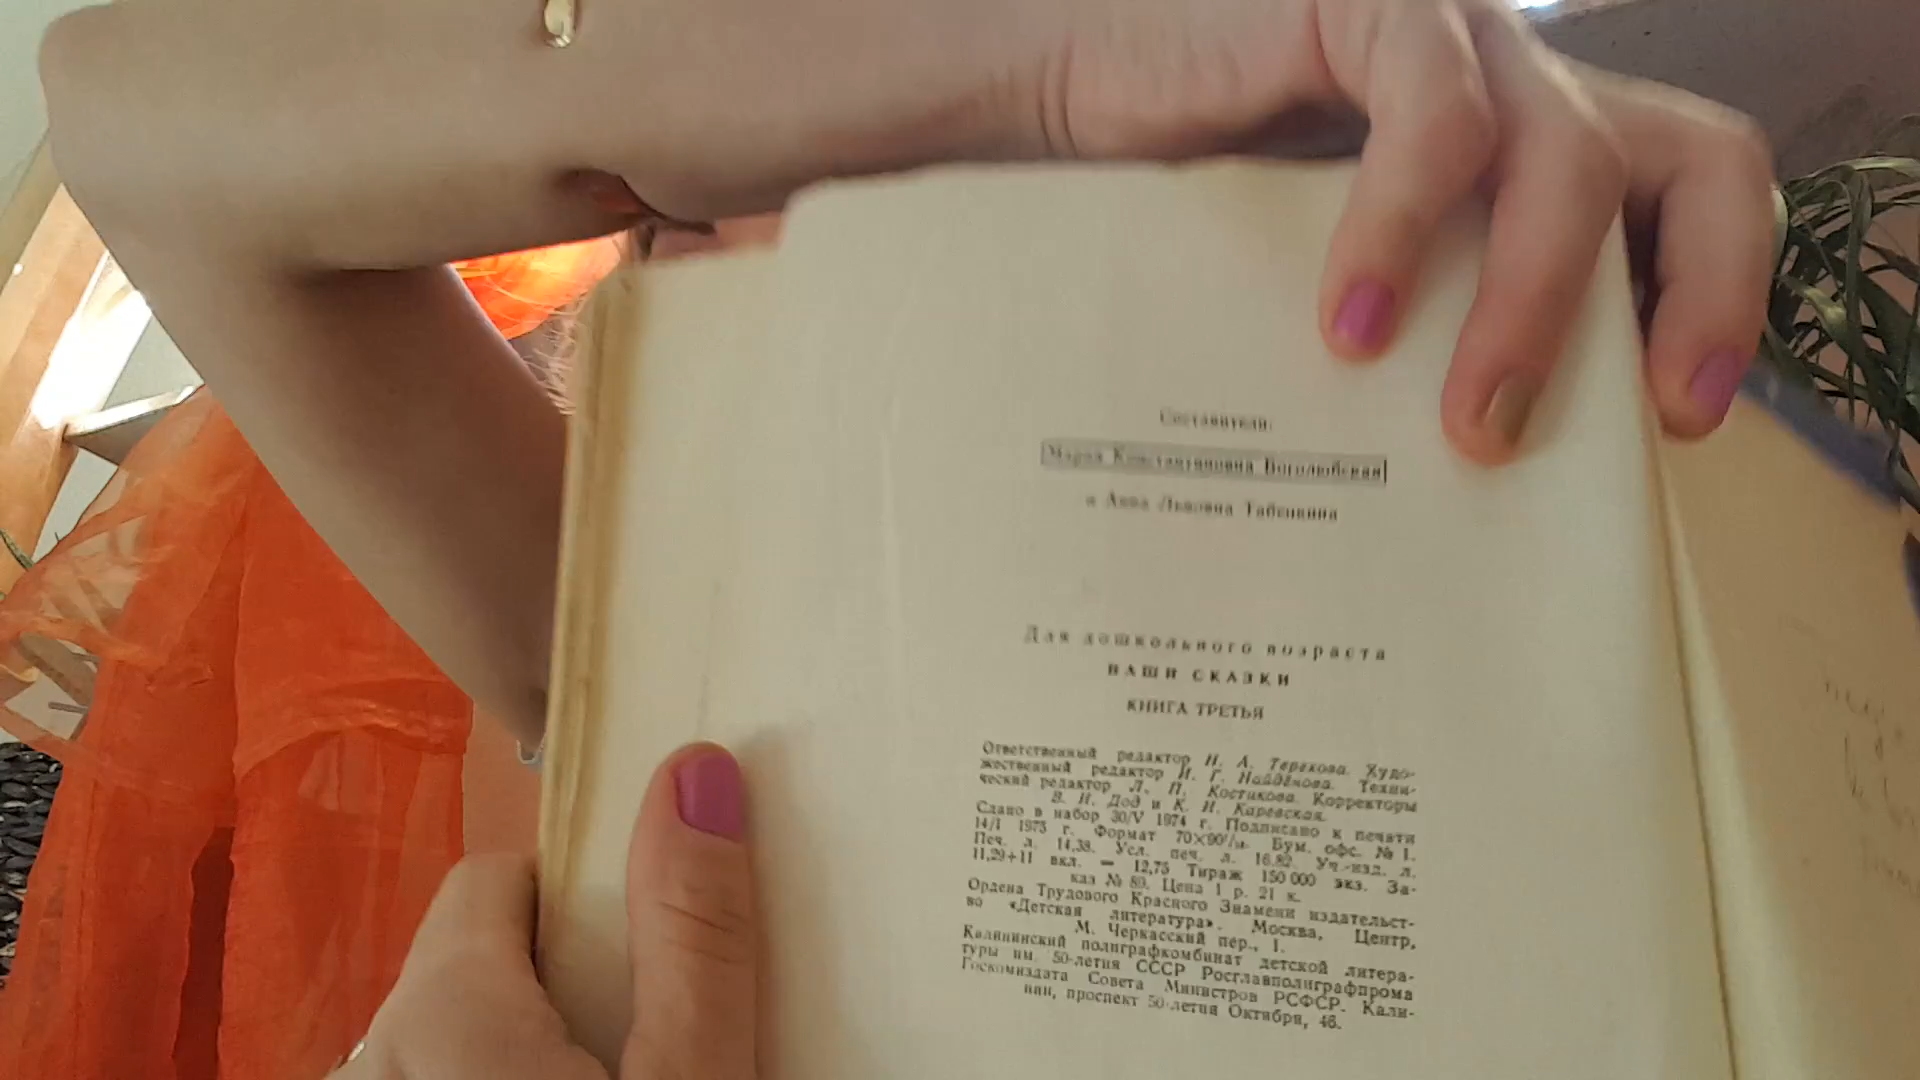 Составители:
Мария Константиновна Боголюбская
и Анна Львовна Табенкина
Для дошкольного возраста
НАШИ СКАЗКИ
КНИГА ТРЕТЬЯ
Ответственный редактор Н. А. Терехова. Худо-
жественный редактор И. Г. Найдёнова. Техни-
ческий редактор Л. П. Костикова. Корректоры
В. И. Дод и К. И. Каревская.
Сдано в набор 30/V 1974 г. Подписано к печати
14/I 1975 г. Формат 70×90¹/₁₆. Бум. офс. № 1.
Печ. л. 14,38. Усл. печ. л. 16,82. Уч.-изд. л.
11,29+11 вкл. = 12,75 Тираж 150 000 экз. За-
каз № 89. Цена 1 р. 21 к.
Ордена Трудового Красного Знамени издательст-
во «Детская литература». Москва, Центр,
М. Черкасский пер., 1.
Калининский полиграфкомбинат детской литера-
туры им. 50-летия СССР Росглавполиграфпрома
Госкомиздата Совета Министров РСФСР. Кали-
нин, проспект 50-летия Октября, 46.